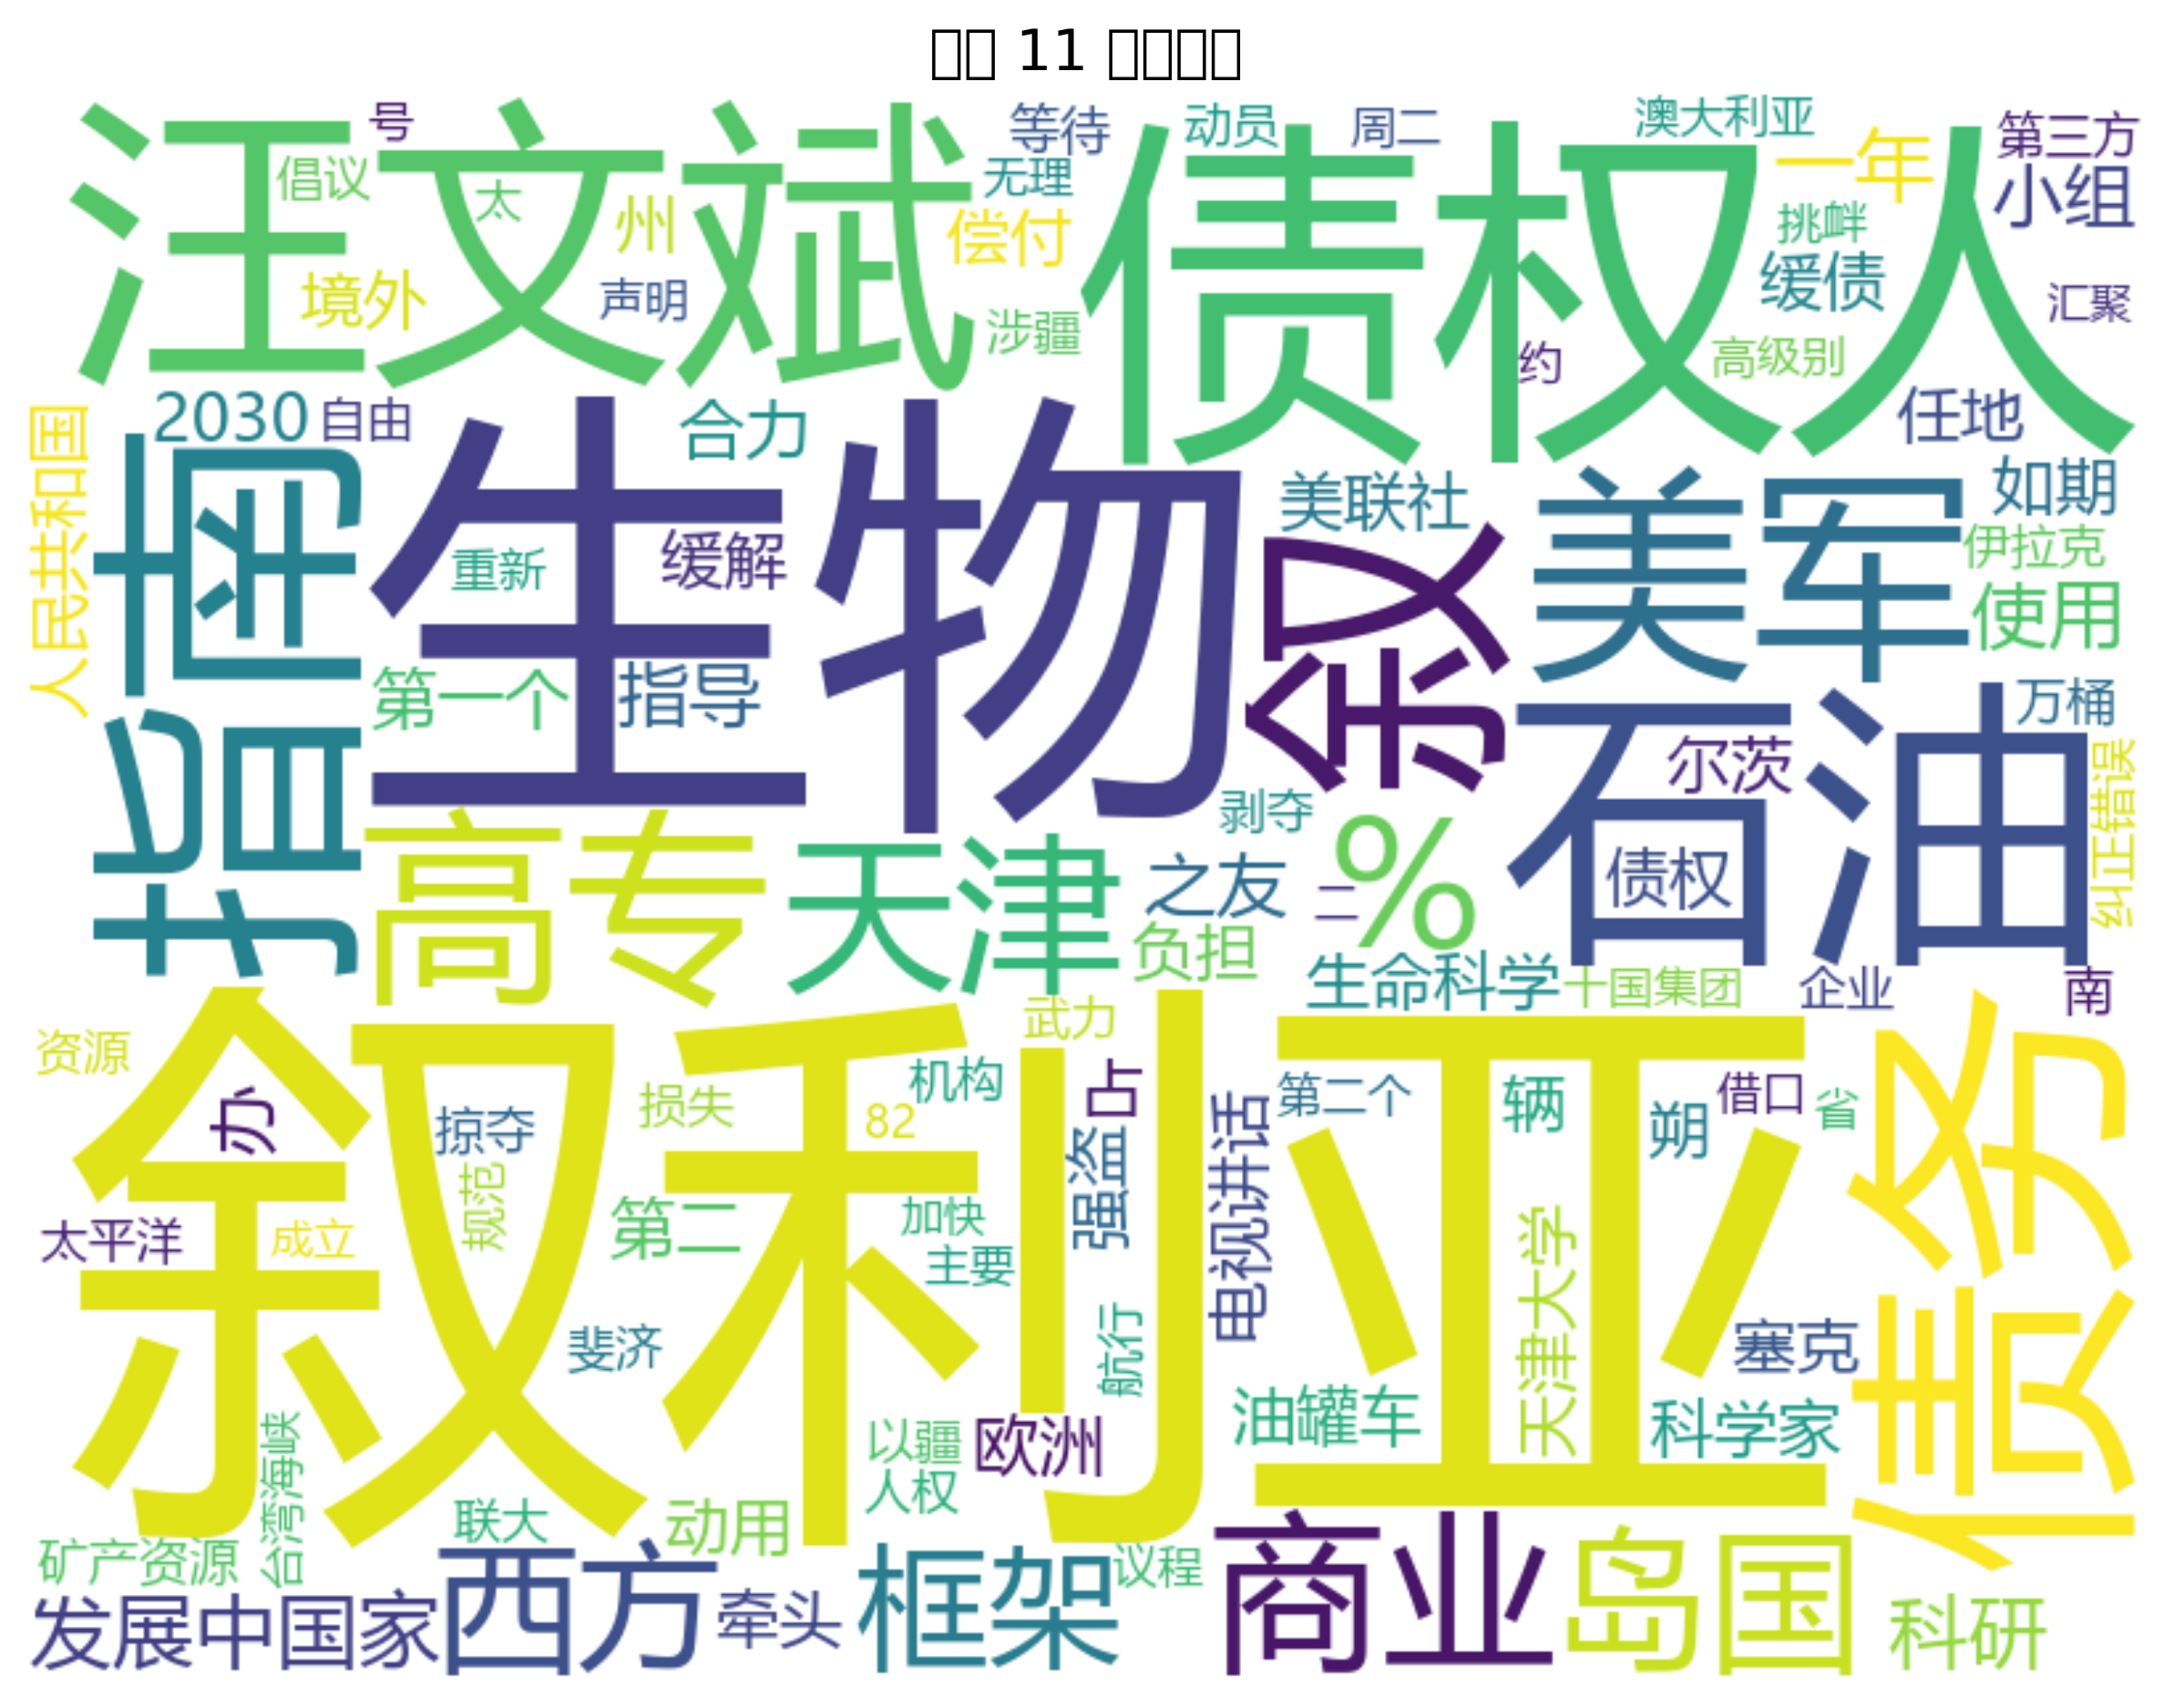 11
汪文斌
债权人
号
倡议
太
州
境外
声明
等待
无理
偿付
涉疆
动员
周二
澳大利亚
一年
第三方
小组
挑衅
缓债
汇聚
约
高级别
任地
人民共和国
2030
自由
合力
指南
生物
重新
缓解
第一个
指导
美联社
叙
美军
如期
伊拉克
使用
石油
万桶
尔茨
债权
纠正错误
高专
天津
剥夺
之友
二
%
负担
生命科学
十国集团
企业
南
叙利亚
债务
资源
办
掠夺
损失
82
武力
机构
占
强盗
电视讲话
第二个
辆
朔
借口
省
规范
太平洋
成立
第二
加快
主要
斐济
航行
天津大学
塞克
油罐车
科学家
台湾海峡
以疆
欧洲
人权
联大
动用
矿产资源
发展中国家
西方
牵头
框架
议程
商业
岛国
科研